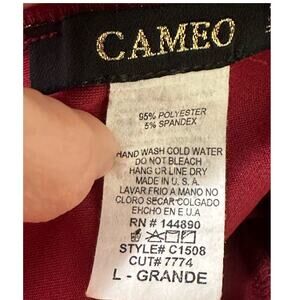 CAMEO
95% POLYESTER
5% SPANDEX
HAND WASH COLD WATER
DO NOT BLEACH
HANG OR LINE DRY
MADE IN U. S. A.
LAVAR FRIO A MANO NO
CLORO SECAR COLGADO
EHCHO EN E.U.A
RN # 144890
STYLE# C1508
CUT# 7774
L - GRANDE